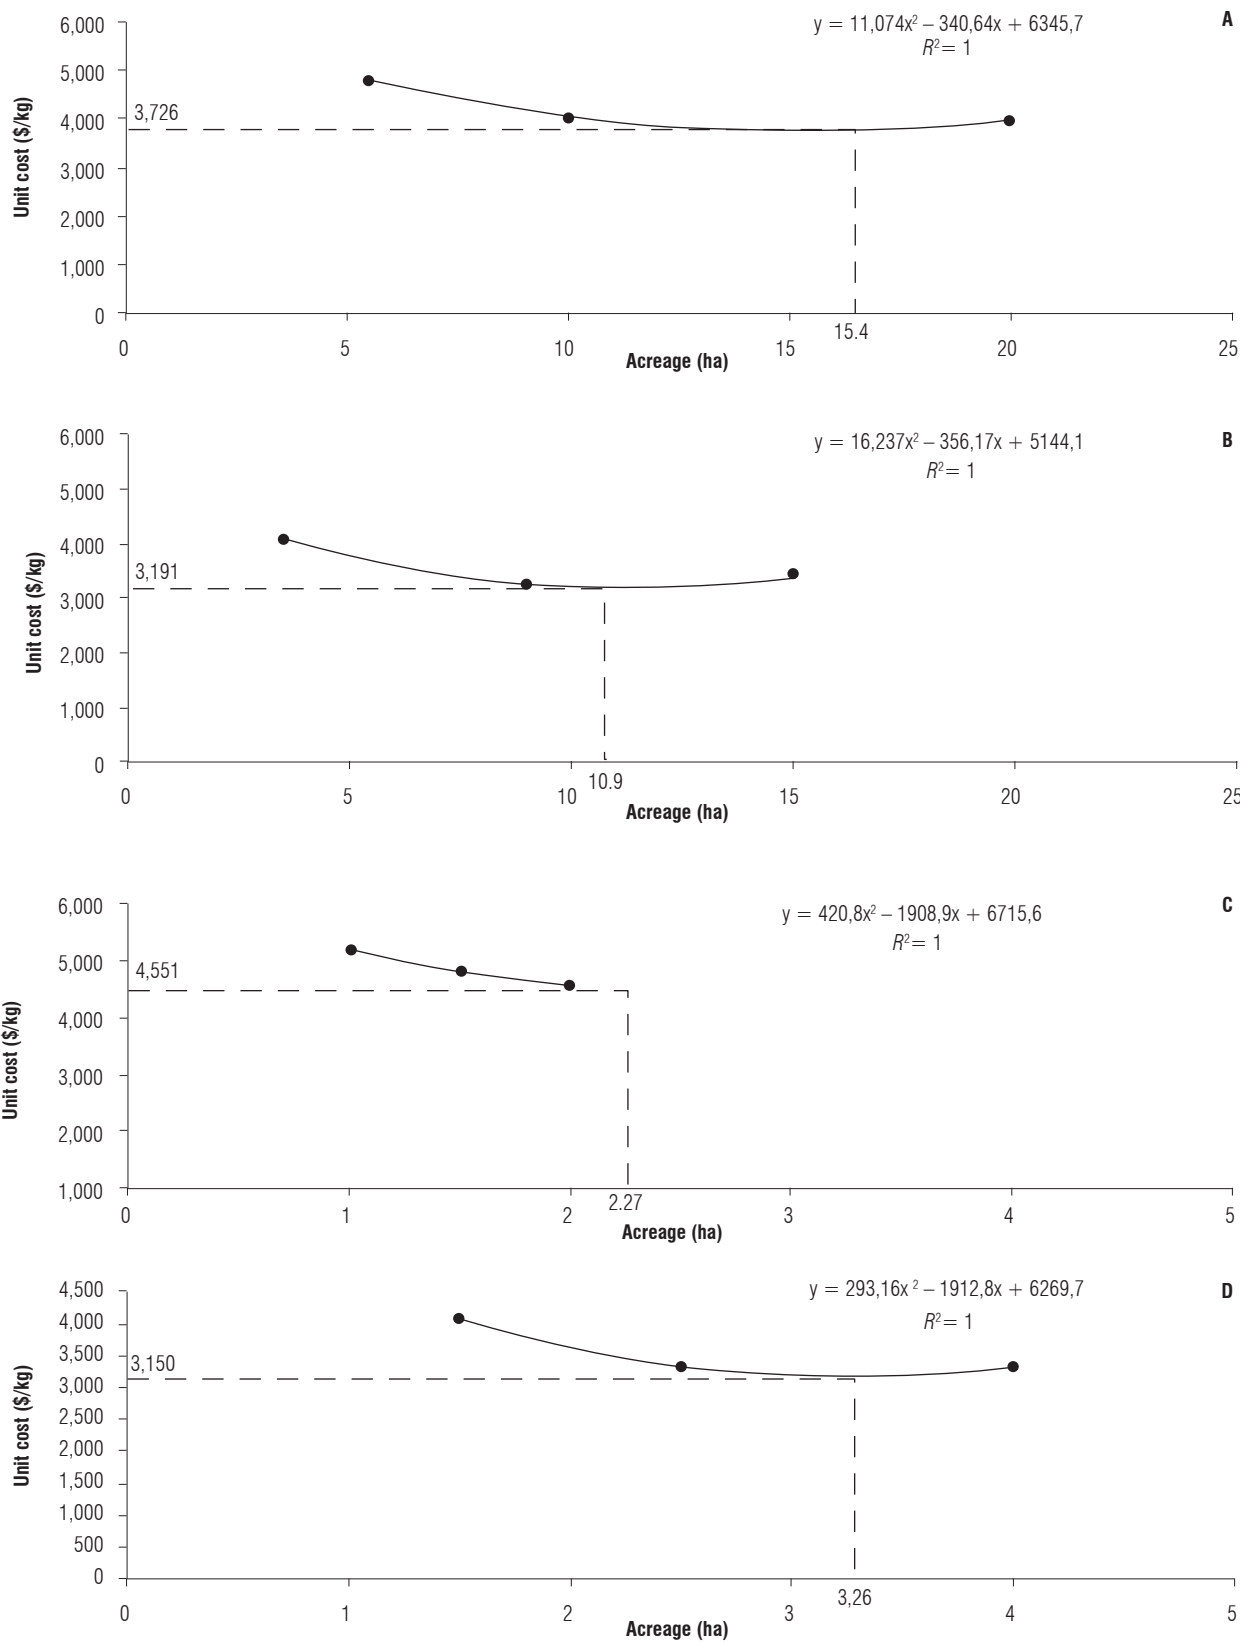 A
y = 11,074x² – 340,64x + 6345,7
R² = 1
Unit cost ($/kg)
6,000
5,000
4,000
3,000
2,000
1,000
0
3,726
15.4
0 5 10 15 20 25
Acreage (ha)
B
y = 16,237x² – 356,17x + 5144,1
R² = 1
Unit cost ($/kg)
6,000
5,000
4,000
3,000
2,000
1,000
0
3,191
10.9
0 5 10 15 20 25
Acreage (ha)
C
y = 420,8x² – 1908,9x + 6715,6
R² = 1
Unit cost ($/kg)
6,000
5,000
4,000
3,000
2,000
1,000
4,551
2.27
0 1 2 3 4 5
Acreage (ha)
D
y = 293,16x² – 1912,8x + 6269,7
R² = 1
Unit cost ($/kg)
4,500
4,000
3,500
3,000
2,500
2,000
1,500
1,000
500
0
3,150
3,26
0 1 2 3 4 5
Acreage (ha)